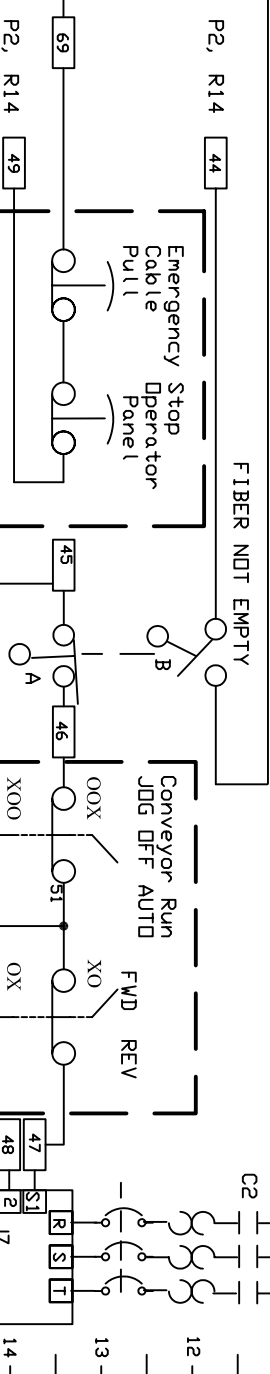 P2, R14
44
69
P2, R14
49
Emergency Stop
Cable Operator
Pull Panel
FIBER NOT EMPTY
45
B
A
46
Conveyor Run
JOG OFF AUTO
OOX
XOO
51
XO
OX
FWD REV
47
48
S1
2
17
R
S
T
C2
12
13
14